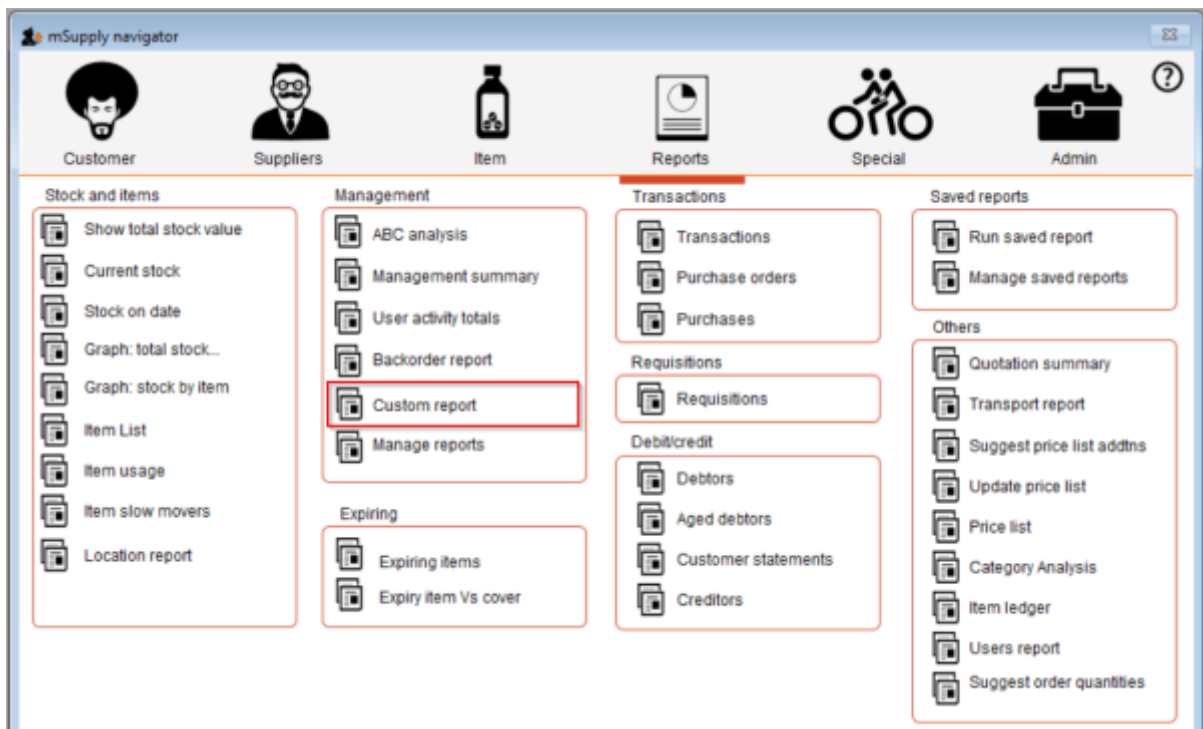 mSupply navigator
?
Customer
Suppliers
Item
Reports
Special
Admin
Stock and items
Show total stock value
Current stock
Stock on date
Graph: total stock...
Graph: stock by item
Item List
Item usage
Item slow movers
Location report
Management
ABC analysis
Management summary
User activity totals
Backorder report
Custom report
Manage reports
Expiring
Expiring items
Expiry item Vs cover
Transactions
Transactions
Purchase orders
Purchases
Requisitions
Requisitions
Debit/credit
Debtors
Aged debtors
Customer statements
Creditors
Saved reports
Run saved report
Manage saved reports
Others
Quotation summary
Transport report
Suggest price list addtns
Update price list
Price list
Category Analysis
Item ledger
Users report
Suggest order quantities